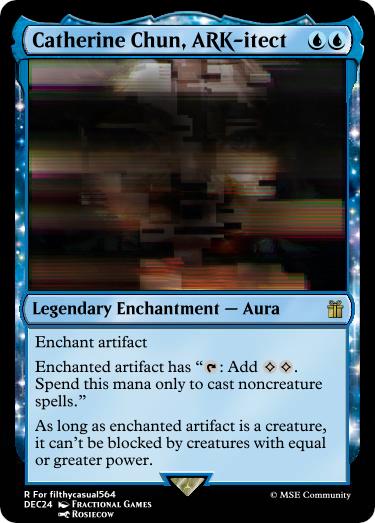 Catherine Chun, ARK-itect
Legendary Enchantment — Aura
Enchant artifact
Enchanted artifact has “: Add .
Spend this mana only to cast noncreature
spells.”
As long as enchanted artifact is a creature,
it can’t be blocked by creatures with equal
or greater power.
R For filthycasual564
DEC24 Fractional Games
Rosiecow
© MSE Community